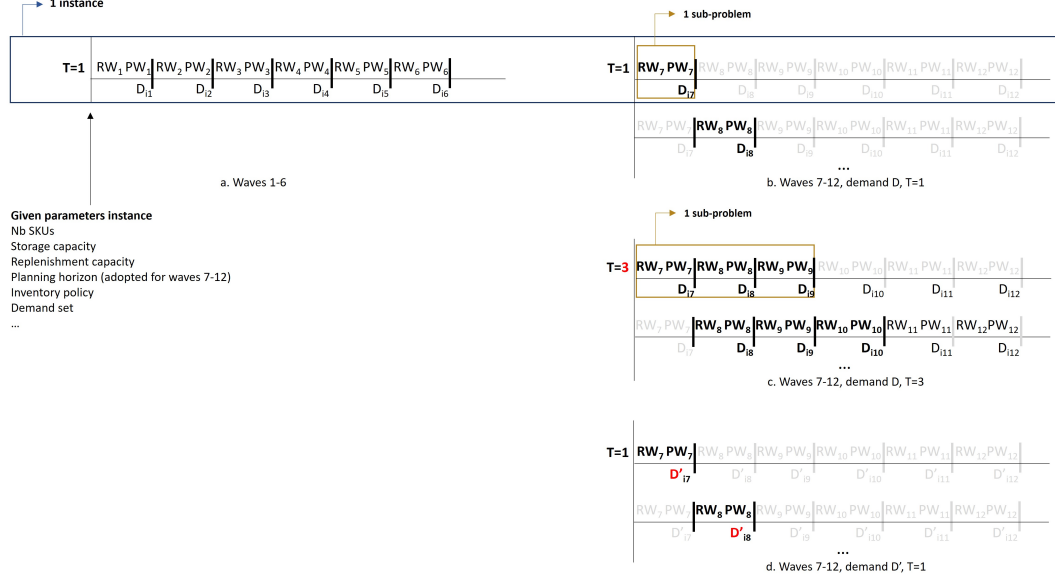 1 instance
T=1 RW1 PW1 RW2 PW2 RW3 PW3 RW4 PW4 RW5 PW5 RW6 PW6
Di1 Di2 Di3 Di4 Di5 Di6
a. Waves 1-6
Given parameters instance
Nb SKUs
Storage capacity
Replenishment capacity
Planning horizon (adopted for waves 7-12)
Inventory policy
Demand set
...
1 sub-problem
T=1 RW7 PW7 RW8 PW8 RW9 PW9 RW10 PW10 RW11 PW11 RW12 PW12
Di7 Di8 Di9 Di10 Di11 Di12
RW7 PW7 RW8 PW8 RW9 PW9 RW10 PW10 RW11 PW11 RW12 PW12
Di7 Di8 Di9 Di10 Di11 Di12
...
b. Waves 7-12, demand D, T=1
1 sub-problem
T=3 RW7 PW7 RW8 PW8 RW9 PW9 RW10 PW10 RW11 PW11 RW12 PW12
Di7 Di8 Di9 Di10 Di11 Di12
RW7 PW7 RW8 PW8 RW9 PW9 RW10 PW10 RW11 PW11 RW12PW12
Di7 Di8 Di9 Di10 Di11 Di12
...
c. Waves 7-12, demand D, T=3
T=1 RW7 PW7 RW8 PW8 RW9 PW9 RW10 PW10 RW11 PW11 RW12 PW12
D'i7 D'i8 D'i9 D'i10 D'i11 D'i12
RW7 PW7 RW8 PW8 RW9 PW9 RW10 PW10 RW11 PW11 RW12 PW12
D'i7 D'i8 D'i9 D'i10 D'i11 D'i12
...
d. Waves 7-12, demand D', T=1